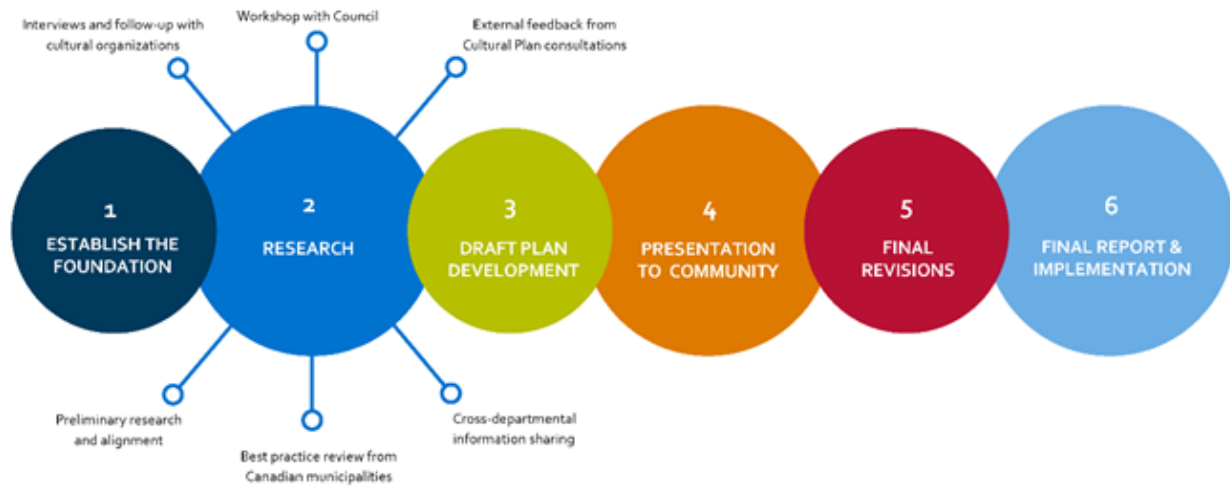 Interviews and follow-up with
cultural organizations
Workshop with Council
External feedback from
Cultural Plan consultations
1
ESTABLISH THE
FOUNDATION
2
RESEARCH
3
DRAFT PLAN
DEVELOPMENT
4
PRESENTATION
TO COMMUNITY
5
FINAL
REVISIONS
6
FINAL REPORT &
IMPLEMENTATION
Preliminary research
and alignment
Best practice review from
Canadian municipalities
Cross-departmental
information sharing